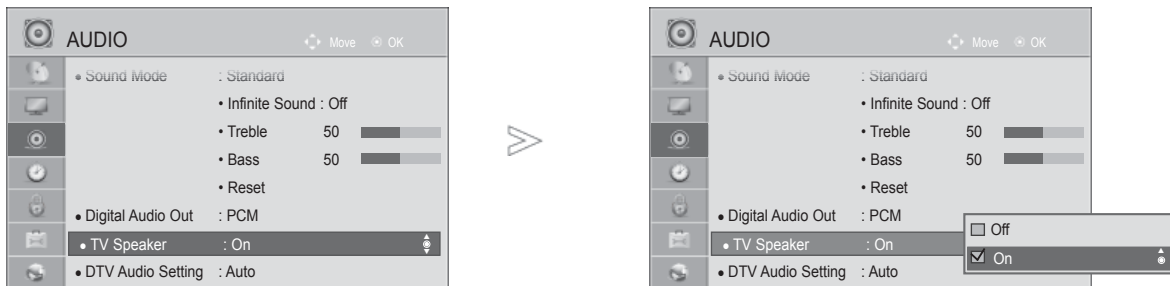 AUDIO Move OK
• Sound Mode : Standard
• Infinite Sound : Off
• Treble 50
• Bass 50
• Reset
• Digital Audio Out : PCM
• TV Speaker : On
• DTV Audio Setting : Auto
AUDIO Move OK
• Sound Mode : Standard
• Infinite Sound : Off
• Treble 50
• Bass 50
• Reset
• Digital Audio Out : PCM
• TV Speaker : On
• DTV Audio Setting : Auto
Off
On